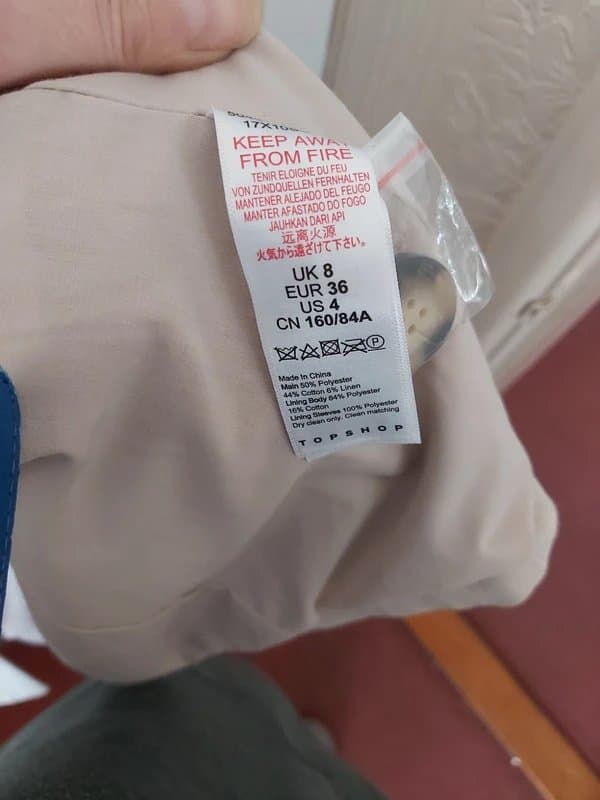 KEEP AWAY
FROM FIRE
TENIR ELOIGNE DU FEU
VON ZUNDQUELLEN FERNHALTEN
MANTENER ALEJADO DEL FEUGO
MANTER AFASTADO DO FOGO
JAUHKAN DARI API
远离火源
火気から遠ざけて下さい。
UK 8
EUR 36
US 4
CN 160/84A
P
Made In China
Main 50% Polyester
44% Cotton 6% Linen
Lining Body 84% Polyester
16% Cotton
Lining Sleeves 100% Polyester
Dry clean only. Clean matching
TOPSHOP